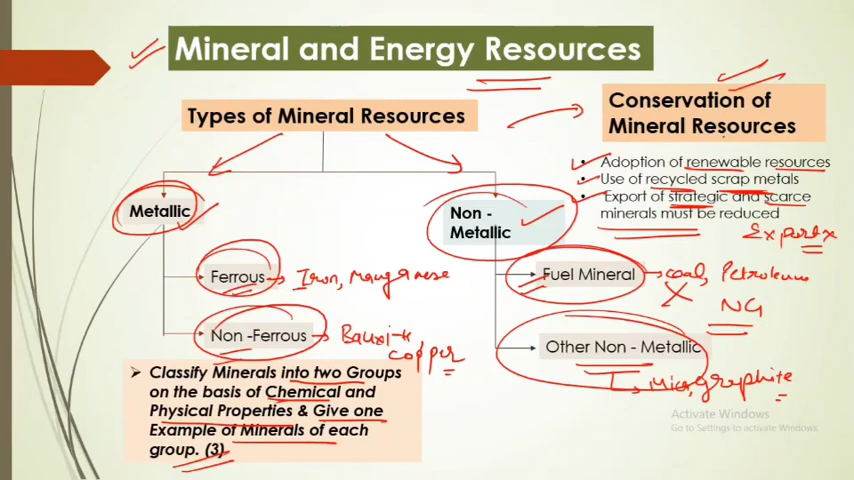 Mineral and Energy Resources
Types of Mineral Resources
Conservation of
Mineral Resources
• Adoption of renewable resources
• Use of recycled scrap metals
• Export of strategic and scarce
minerals must be reduced
Export x
Metallic
Non -
Metallic
Ferrous
Iron, Manganese
Fuel Mineral
coal, Petroleum
X
NG
Non -Ferrous
Bauxite
copper
Other Non - Metallic
Mica, graphite
➢ Classify Minerals into two Groups
on the basis of Chemical and
Physical Properties & Give one
Example of Minerals of each
group. (3)
Activate Windows
Go to Settings to activate Windows.